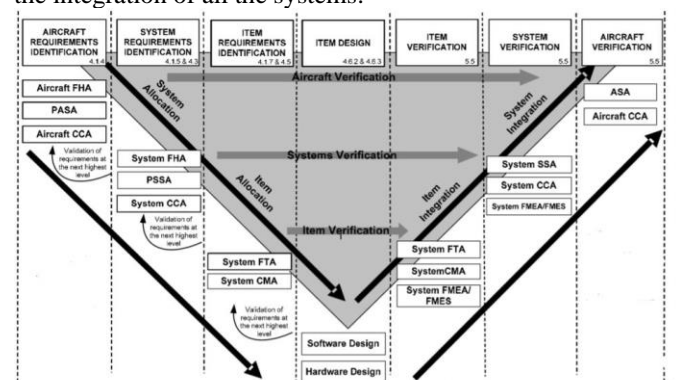 the integration of all the systems.
AIRCRAFT
REQUIREMENTS
IDENTIFICATION
4.1.4
SYSTEM
REQUIREMENTS
IDENTIFICATION
4.1.5 & 4.3
ITEM
REQUIREMENTS
IDENTIFICATION
4.1.7 & 4.5
ITEM DESIGN
4.6.2 & 4.6.3
ITEM
VERIFICATION
5.5
SYSTEM
VERIFICATION
5.5
AIRCRAFT
VERIFICATION
5.5
Aircraft FHA
PASA
Aircraft CCA
Validation of
requirements at
the next highest
level
System FHA
PSSA
System CCA
Validation of
requirements at
the next highest
level
System FTA
System CMA
Validation of
requirements at
the next highest
level
Software Design
Hardware Design
System
Allocation
Item
Allocation
Aircraft Verification
Systems Verification
Item Verification
Item
Integration
System
Integration
System FTA
SystemCMA
System FMEA/
FMES
System SSA
System CCA
System FMEA/FMES
ASA
Aircraft CCA